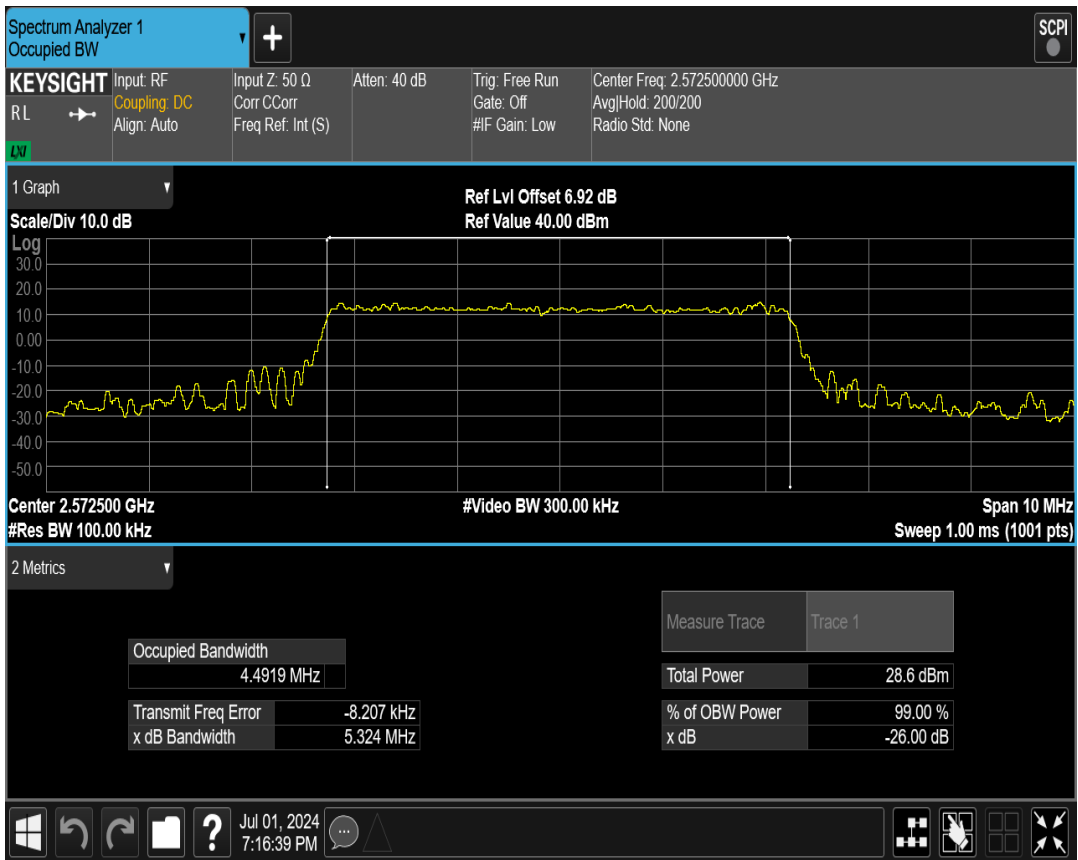 Spectrum Analyzer 1
Occupied BW
▼
+
SCPI
KEYSIGHT
R L
LXI
Input: RF
Coupling: DC
Align: Auto
Input Z: 50 Ω
Corr CCorr
Freq Ref: Int (S)
Atten: 40 dB
Trig: Free Run
Gate: Off
#IF Gain: Low
Center Freq: 2.572500000 GHz
Avg|Hold: 200/200
Radio Std: None
1 Graph
Scale/Div 10.0 dB
Ref Lvl Offset 6.92 dB
Ref Value 40.00 dBm
Log
30.0
20.0
10.0
0.00
-10.0
-20.0
-30.0
-40.0
-50.0
Center 2.572500 GHz
#Video BW 300.00 kHz
Span 10 MHz
#Res BW 100.00 kHz
Sweep 1.00 ms (1001 pts)
2 Metrics
Measure Trace Trace 1
Occupied Bandwidth
4.4919 MHz
Total Power 28.6 dBm
Transmit Freq Error -8.207 kHz
% of OBW Power 99.00 %
x dB Bandwidth 5.324 MHz
x dB -26.00 dB
?
Jul 01, 2024
7:16:39 PM